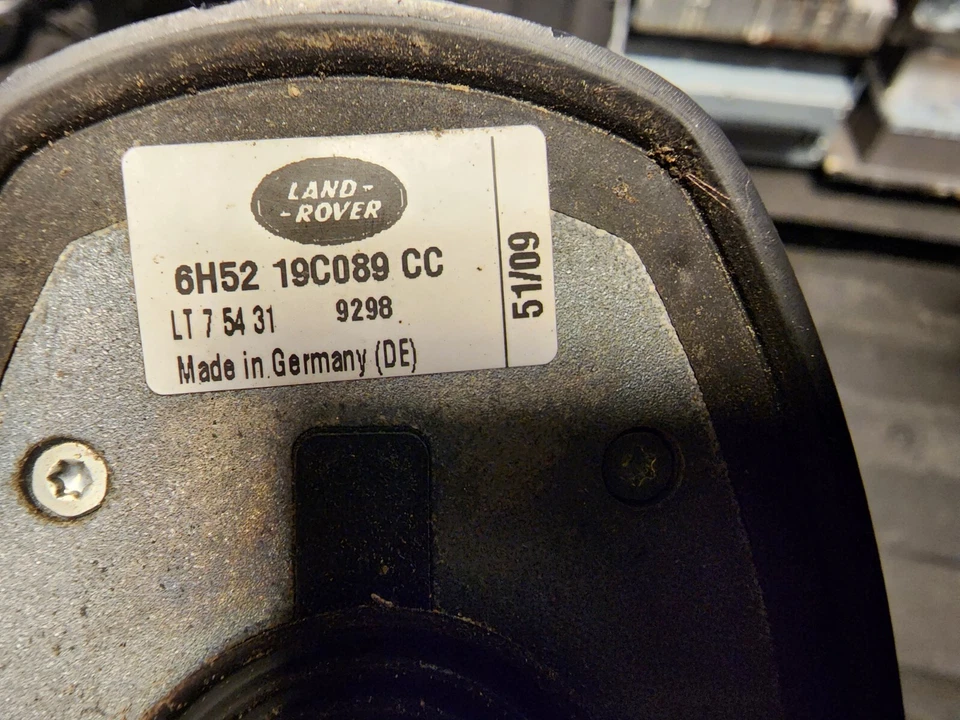 LAND-
-ROVER
6H52 19C089 CC
LT 7 54 31 9298
Made in Germany (DE)
51/09